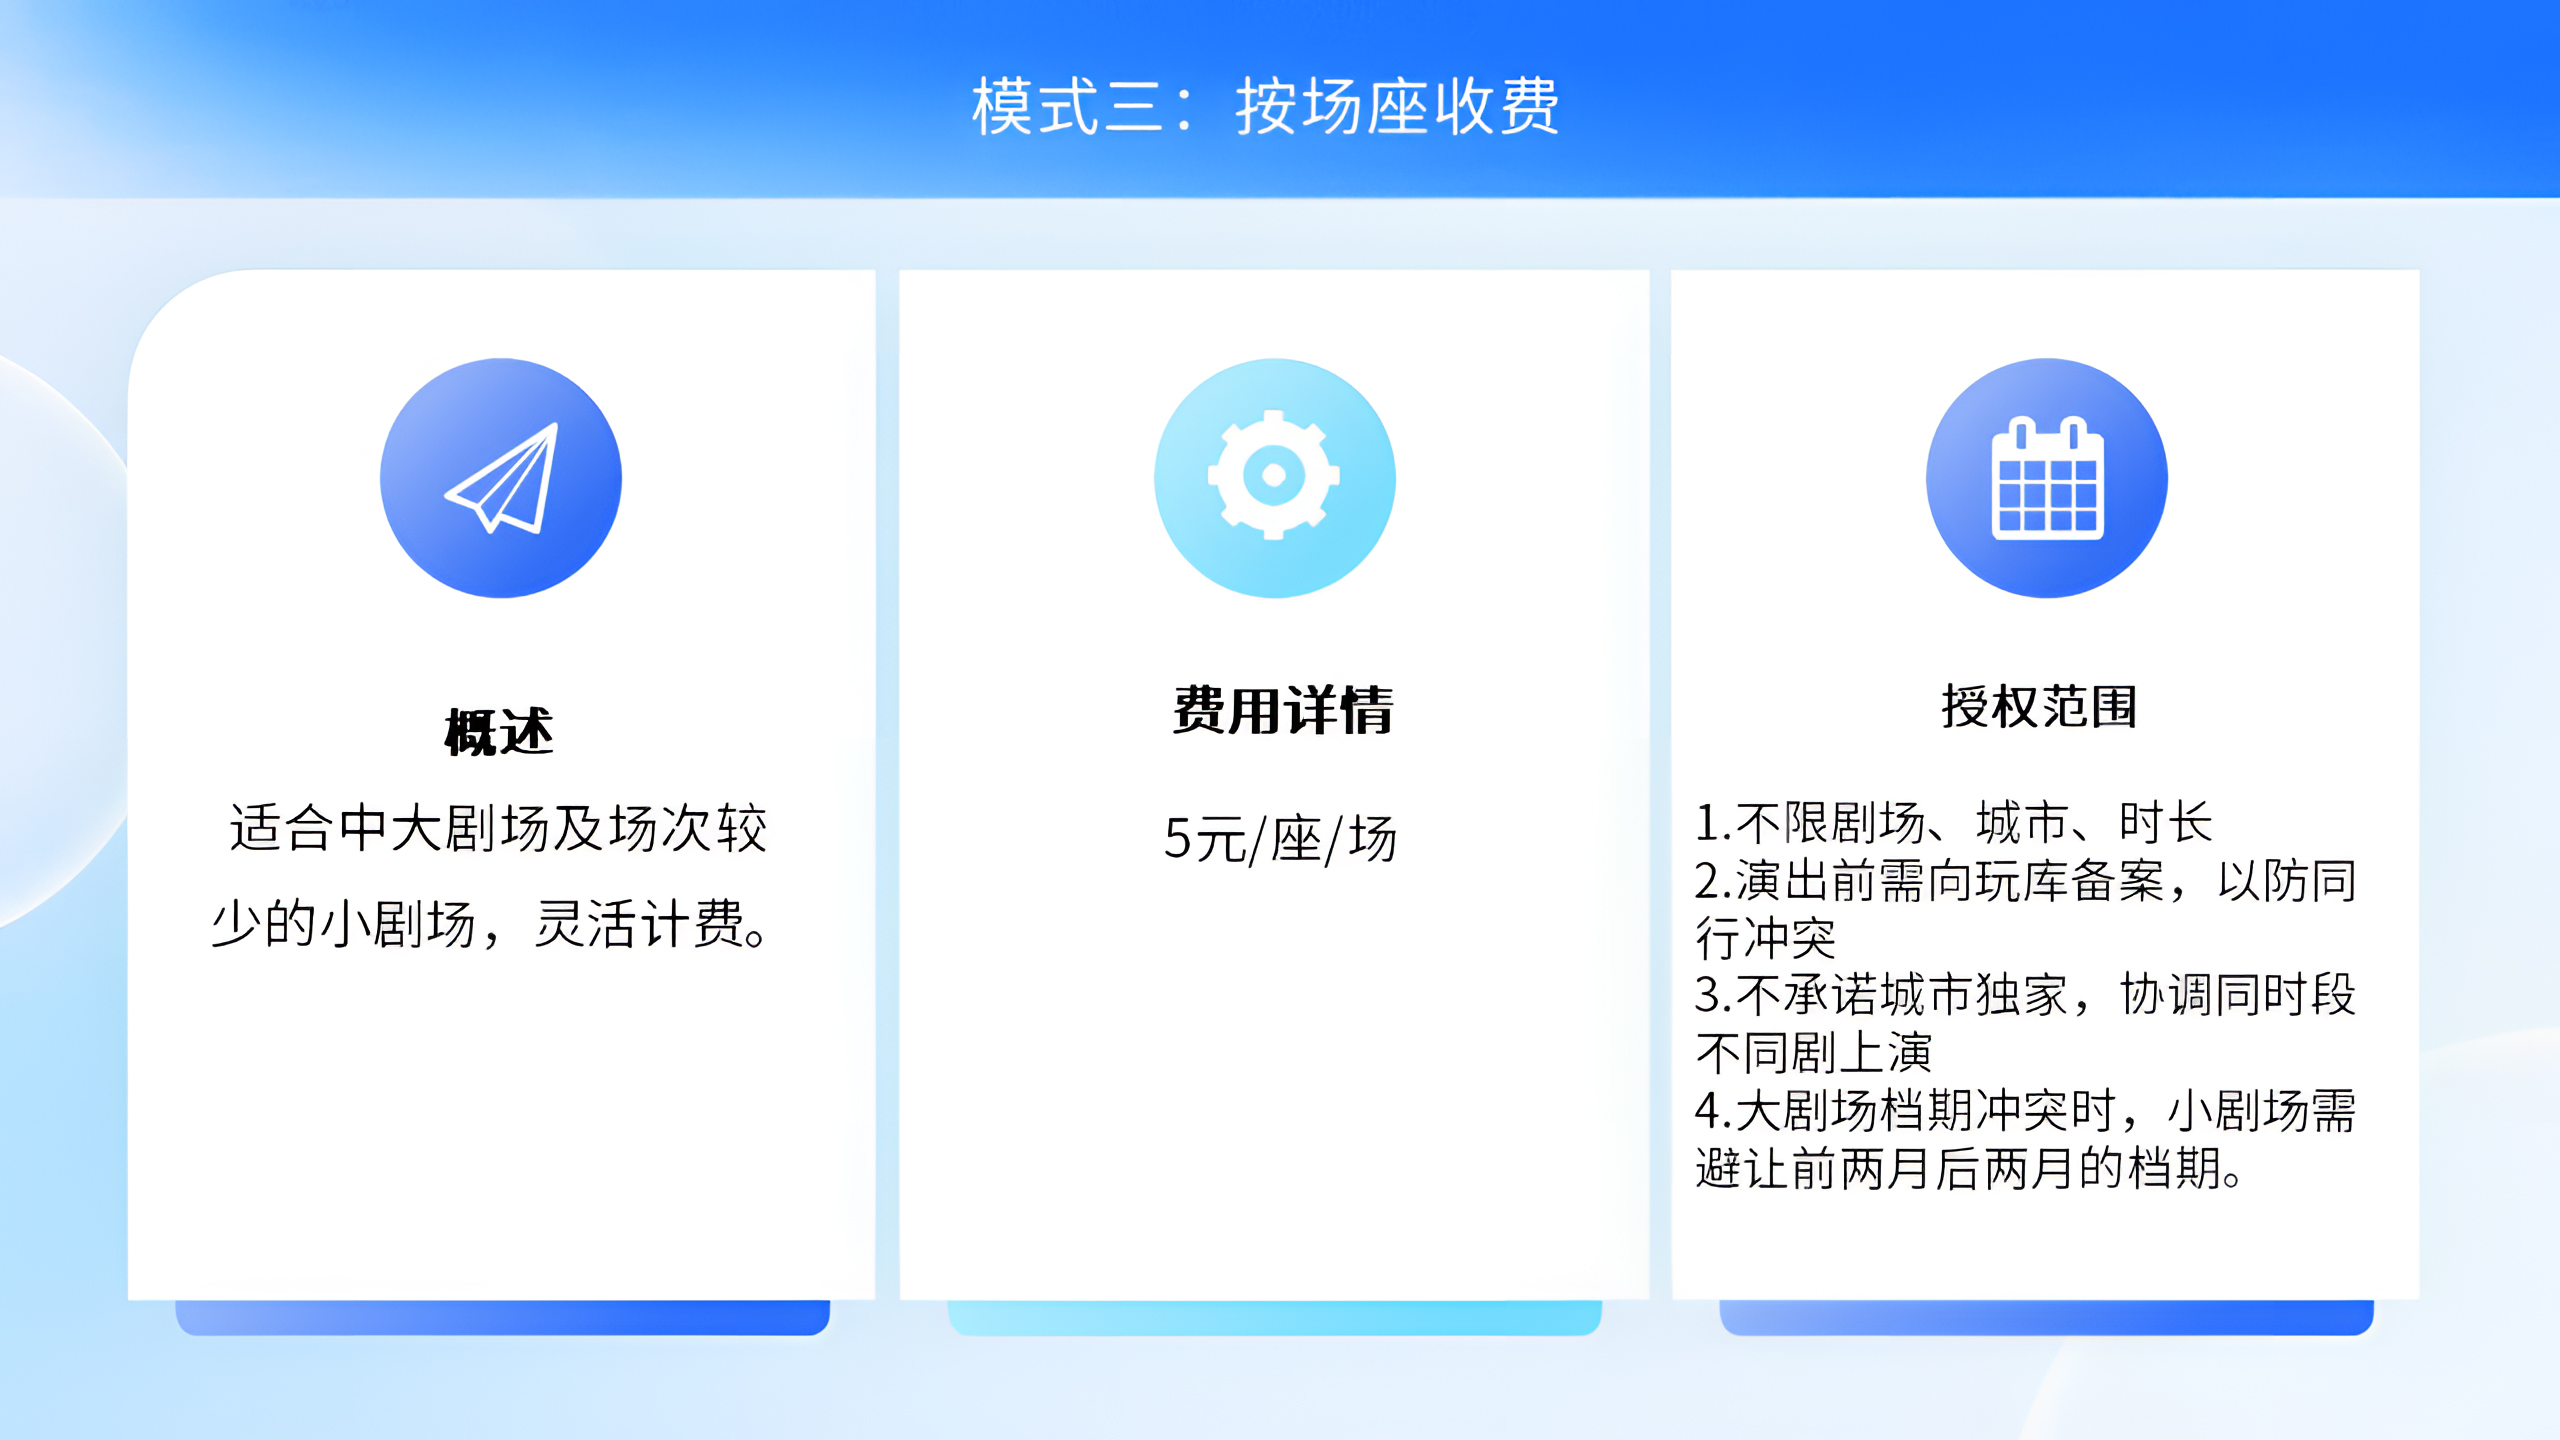 模式三：按场座收费
概述
适合中大剧场及场次较
少的小剧场，灵活计费。
费用详情
5元/座/场
授权范围
1.不限剧场、城市、时长
2.演出前需向玩库备案，以防同
行冲突
3.不承诺城市独家，协调同时段
不同剧上演
4.大剧场档期冲突时，小剧场需
避让前两月后两月的档期。